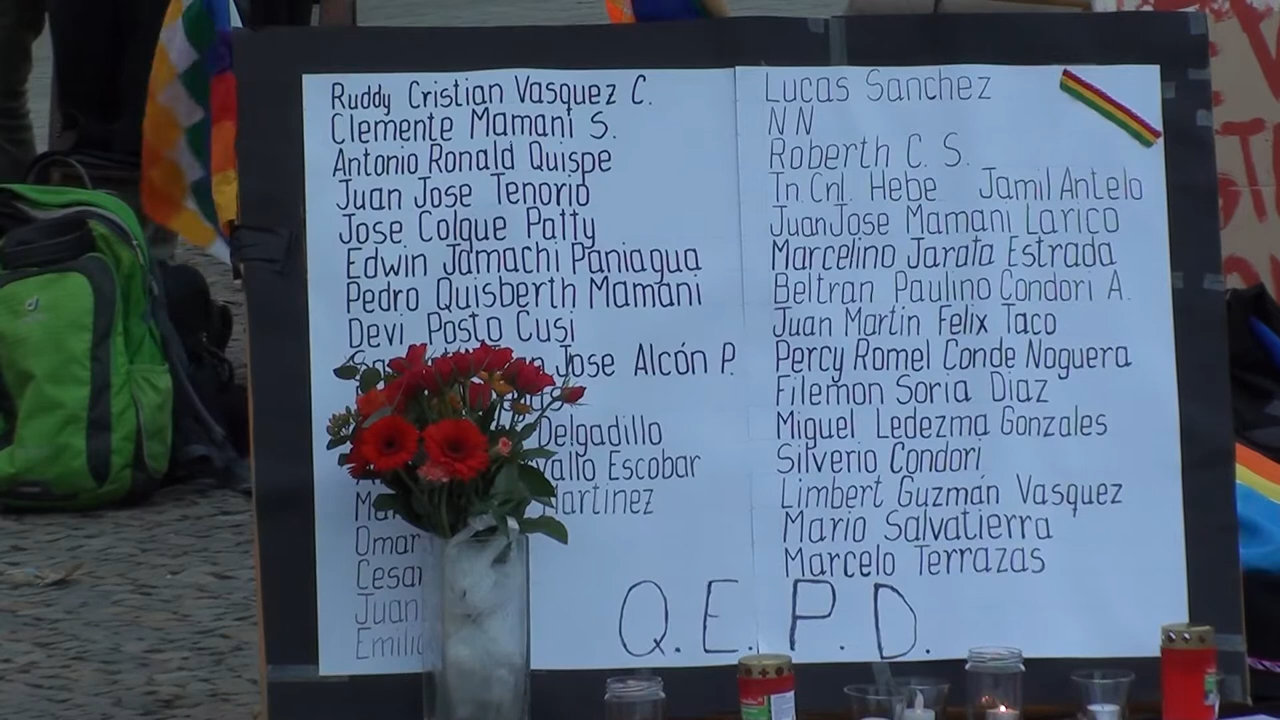 Ruddy Cristian Vasquez C.
Clemente Mamani S.
Antonio Ronald Quispe
Juan Jose Tenorio
Jose Colque Patty
Edwin Jamachi Paniagua
Pedro Quisberth Mamani
Devi Posto Cusi
Jose Alcón P.
Delgadillo
Escobar
Martinez
Omar
Cesar
Juan
Emilio
Lucas Sanchez
NN
Roberth C. S.
Tn Cnl. Hebe Jamil Antelo
Juan Jose Mamani Larico
Marcelino Jarata Estrada
Beltran Paulino Condori A.
Juan Martin Felix Taco
Percy Romel Conde Noguera
Filemon Soria Diaz
Miguel Ledezma Gonzales
Silverio Condori
Limbert Guzmán Vasquez
Mario Salvatierra
Marcelo Terrazas
Q.E.P.D.